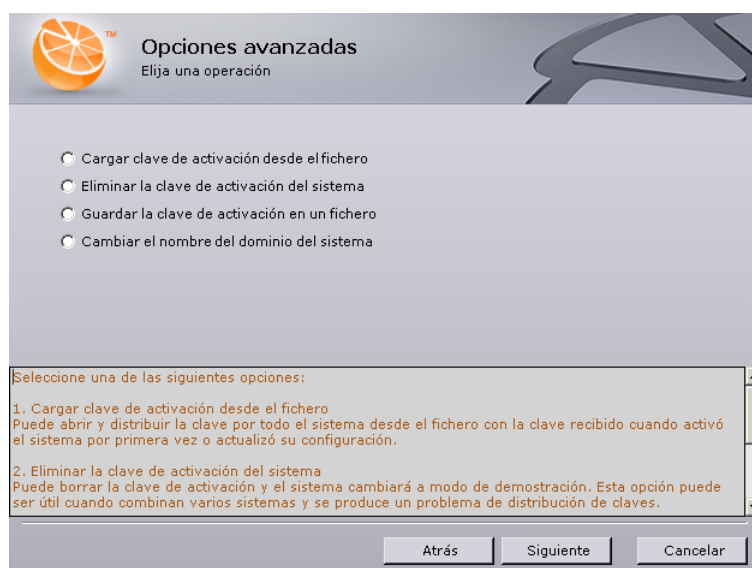 TM
Opciones avanzadas
Elija una operación
Cargar clave de activación desde el fichero
Eliminar la clave de activación del sistema
Guardar la clave de activación en un fichero
Cambiar el nombre del dominio del sistema
Seleccione una de las siguientes opciones:
1. Cargar clave de activación desde el fichero
Puede abrir y distribuir la clave por todo el sistema desde el fichero con la clave recibido cuando activó
el sistema por primera vez o actualizó su configuración.
2. Eliminar la clave de activación del sistema
Puede borrar la clave de activación y el sistema cambiará a modo de demostración. Esta opción puede
ser útil cuando combinan varios sistemas y se produce un problema de distribución de claves.
Atrás
Siguiente
Cancelar